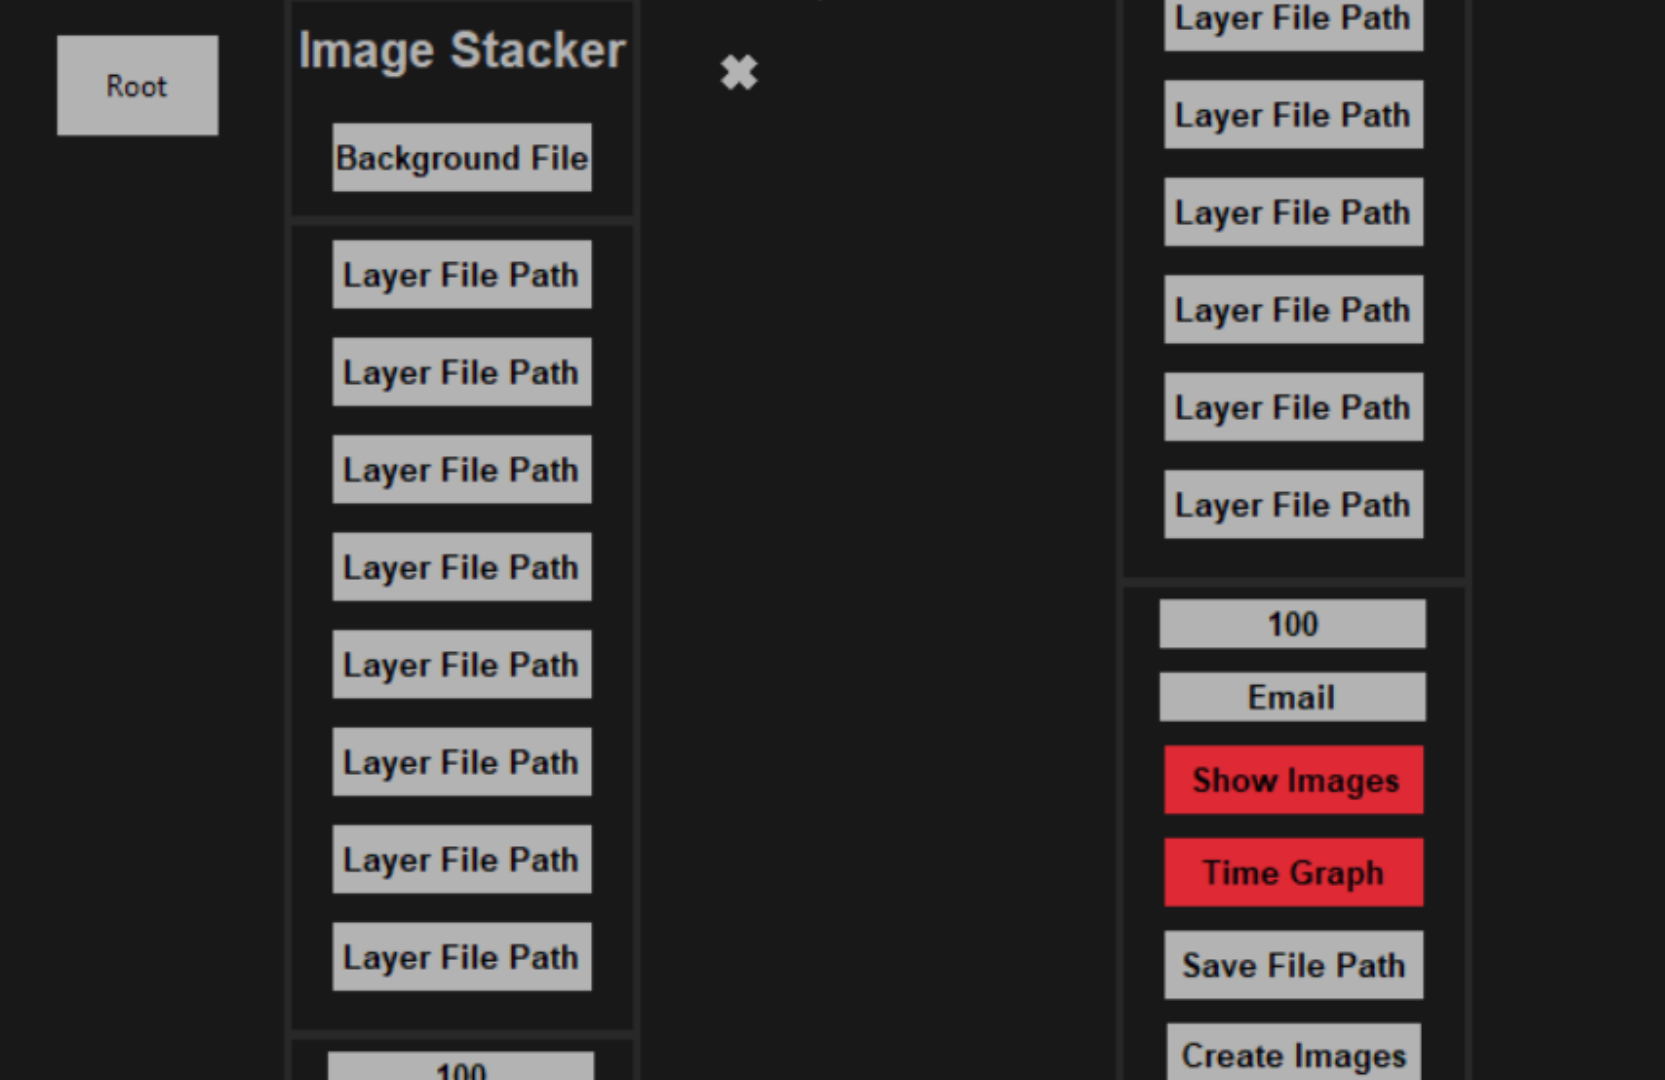 Root
Image Stacker
✖
Background File
Layer File Path
Layer File Path
Layer File Path
Layer File Path
Layer File Path
Layer File Path
Layer File Path
Layer File Path
100
Layer File Path
Layer File Path
Layer File Path
Layer File Path
Layer File Path
Layer File Path
100
Email
Show Images
Time Graph
Save File Path
Create Images